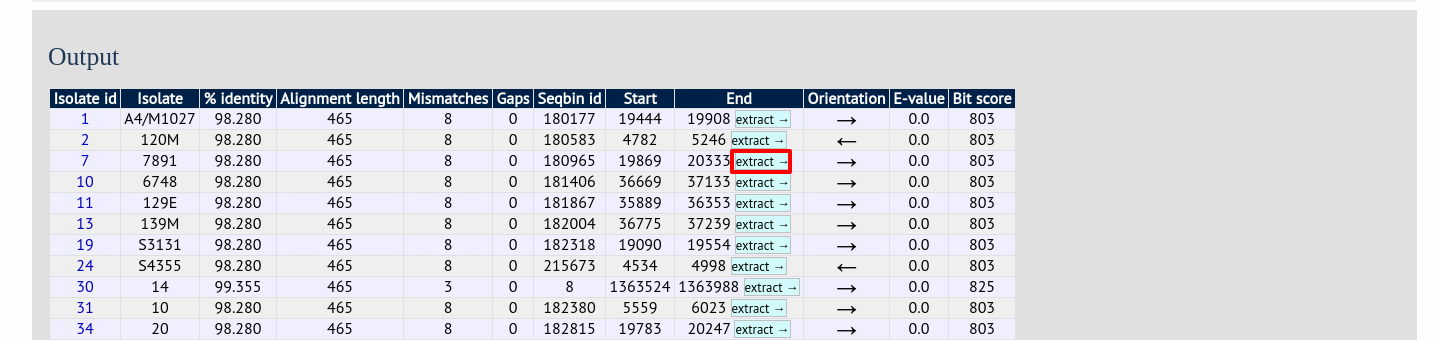 Output
Isolate id Isolate % identity Alignment length Mismatches Gaps Seqbin id Start End Orientation E-value Bit score
1 A4/M1027 98.280 465 8 0 180177 19444 19908 extract → → 0.0 803
2 120M 98.280 465 8 0 180583 4782 5246 extract → ← 0.0 803
7 7891 98.280 465 8 0 180965 19869 20333 extract → → 0.0 803
10 6748 98.280 465 8 0 181406 36669 37133 extract → → 0.0 803
11 129E 98.280 465 8 0 181867 35889 36353 extract → → 0.0 803
13 139M 98.280 465 8 0 182004 36775 37239 extract → → 0.0 803
19 S3131 98.280 465 8 0 182318 19090 19554 extract → → 0.0 803
24 S4355 98.280 465 8 0 215673 4534 4998 extract → ← 0.0 803
30 14 99.355 465 3 0 8 1363524 1363988 extract → → 0.0 825
31 10 98.280 465 8 0 182380 5559 6023 extract → → 0.0 803
34 20 98.280 465 8 0 182815 19783 20247 extract → → 0.0 803